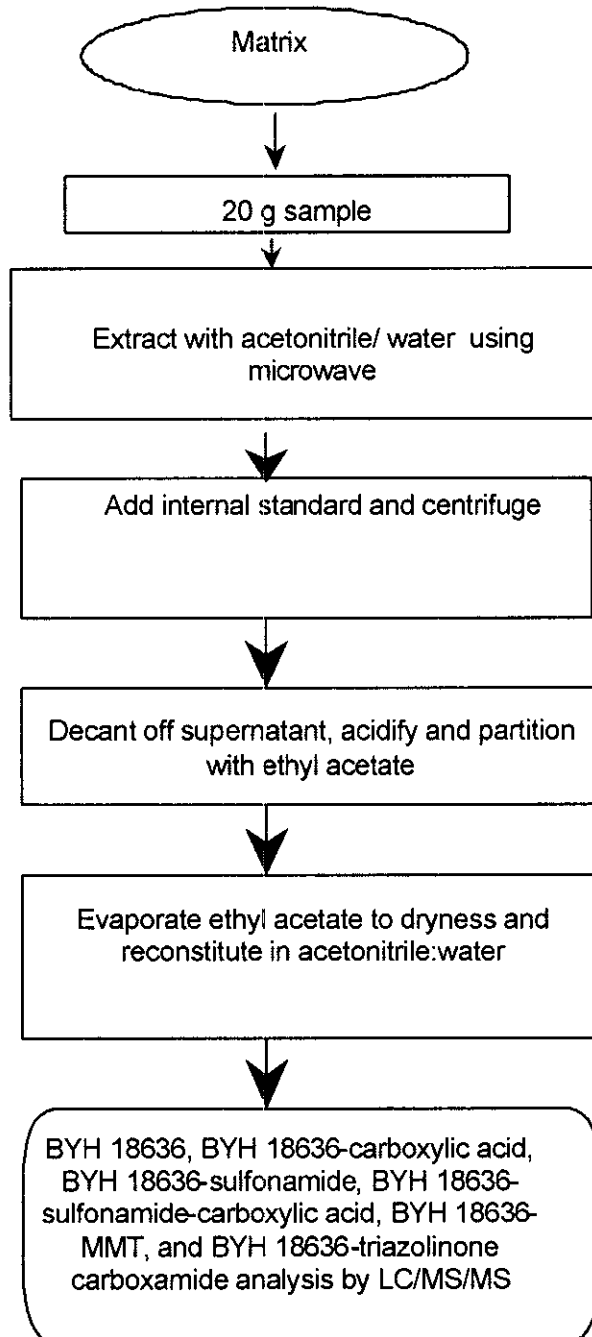 Matrix
20 g sample
Extract with acetonitrile/ water using
microwave
Add internal standard and centrifuge
Decant off supernatant, acidify and partition
with ethyl acetate
Evaporate ethyl acetate to dryness and
reconstitute in acetonitrile:water
BYH 18636, BYH 18636-carboxylic acid,
BYH 18636-sulfonamide, BYH 18636-
sulfonamide-carboxylic acid, BYH 18636-
MMT, and BYH 18636-triazolinone
carboxamide analysis by LC/MS/MS